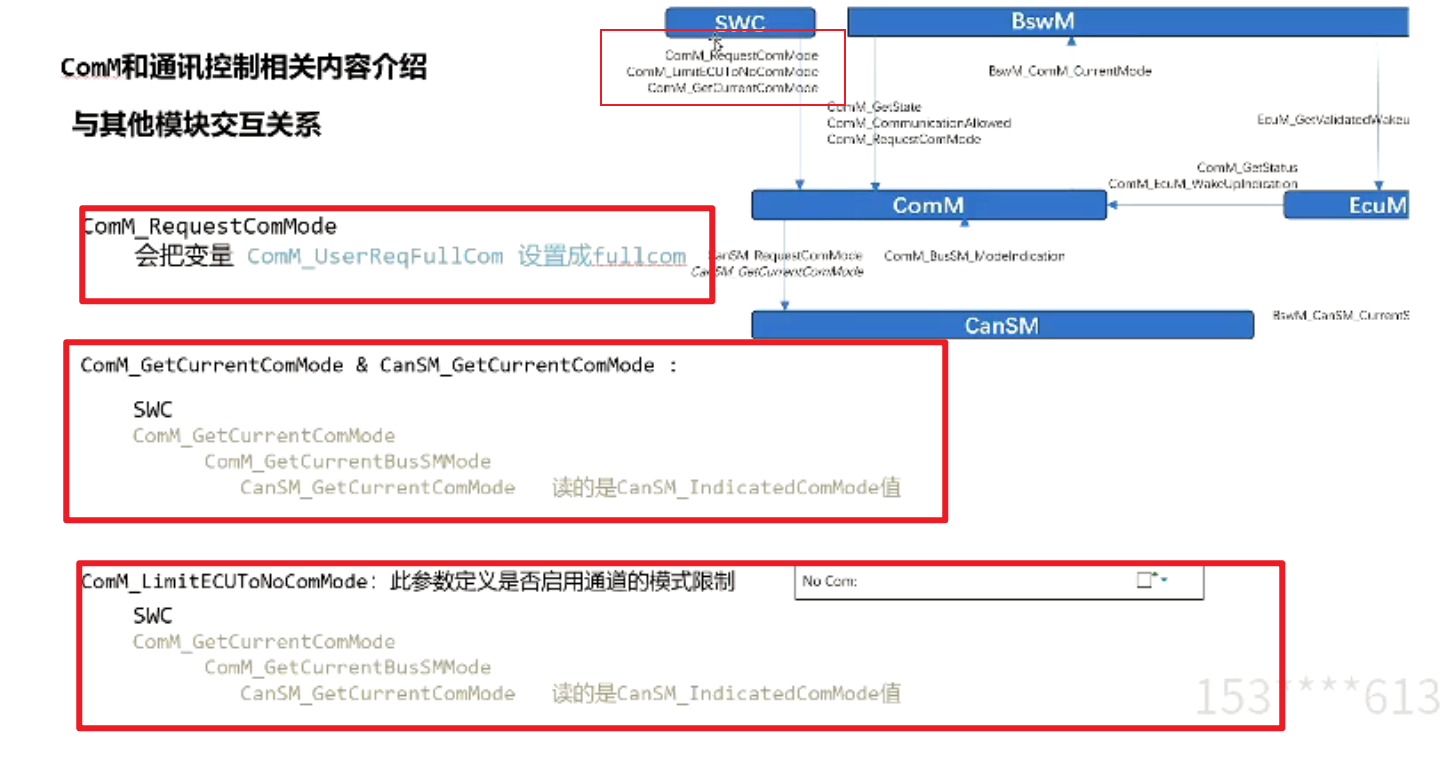 SWC
BswM
ComM_RequestComMode
ComM_LimitECUToNoComMode
ComM_GetCurrentComMode
BswM_ComM_CurrentMode
ComM和通讯控制相关内容介绍
与其他模块交互关系
ComM_GetState
ComM_CommunicationAllowed
ComM_RequestComMode
EcuM_GetValidatedWakeu
ComM_GetStatus
ComM_EcuM_WakeUpIndication
ComM
EcuM
CanSM_RequestComMode
CanSM_GetCurrentComMode
ComM_BusSM_ModeIndication
CanSM
BswM_CanSM_CurrentS
ComM_RequestComMode
会把变量 ComM_UserReqFullCom 设置成fullcom
ComM_GetCurrentComMode & CanSM_GetCurrentComMode :
SWC
ComM_GetCurrentComMode
ComM_GetCurrentBusSMMode
CanSM_GetCurrentComMode 读的是CanSM_IndicatedComMode值
ComM_LimitECUToNoComMode: 此参数定义是否启用通道的模式限制
No Com:
SWC
ComM_GetCurrentComMode
ComM_GetCurrentBusSMMode
CanSM_GetCurrentComMode 读的是CanSM_IndicatedComMode值
153****613